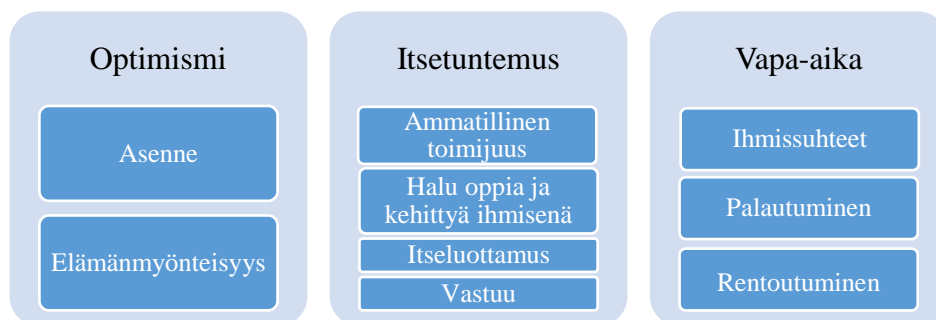 Optimismi
Asenne
Elämänmyönteisyys
Itsetuntemus
Ammatillinen
toimijuus
Halu oppia ja
kehittyä ihmisenä
Itseluottamus
Vastuu
Vapa-aika
Ihmissuhteet
Palautuminen
Rentoutuminen